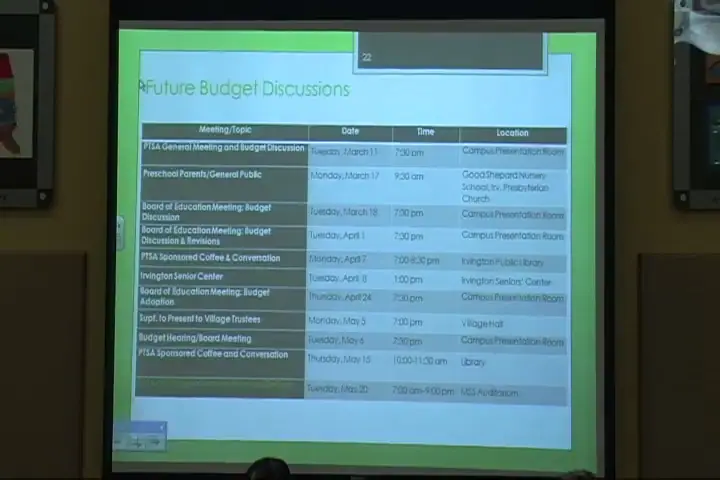 22
Future Budget Discussions
Meeting/Topic Date Time Location
PTSA General Meeting and Budget Discussion Tuesday, March 11 7:30 pm Campus Presentation Room
Preschool Parents/General Public Monday, March 17 9:30 am Good Shepard Nursery
School, Irv. Presbyterian
Church
Board of Education Meeting: Budget
Discussion Tuesday, March 18 7:30 pm Campus Presentation Room
Board of Education Meeting: Budget
Discussion & Revisions Tuesday, April 1 7:30 pm Campus Presentation Room
PTSA Sponsored Coffee & Conversation Monday, April 7 7:00-8:30 pm Irvington Public Library
Irvington Senior Center Tuesday, April 1:00 pm Irvington Seniors' Center
Board of Education Meeting: Budget
Adoption Thursday, April 24 7:30 pm Campus Presentation Room
Supt. to Present to Village Trustees Monday, May 5 7:00 pm Village Hall
Budget Hearing/Board Meeting Tuesday, May 6 7:30 pm Campus Presentation Room
PTSA Sponsored Coffee and Conversation Thursday, May 15 10:00-11:30 am Library
Tuesday, May 20 7:00 am-9:00 pm Auditorium